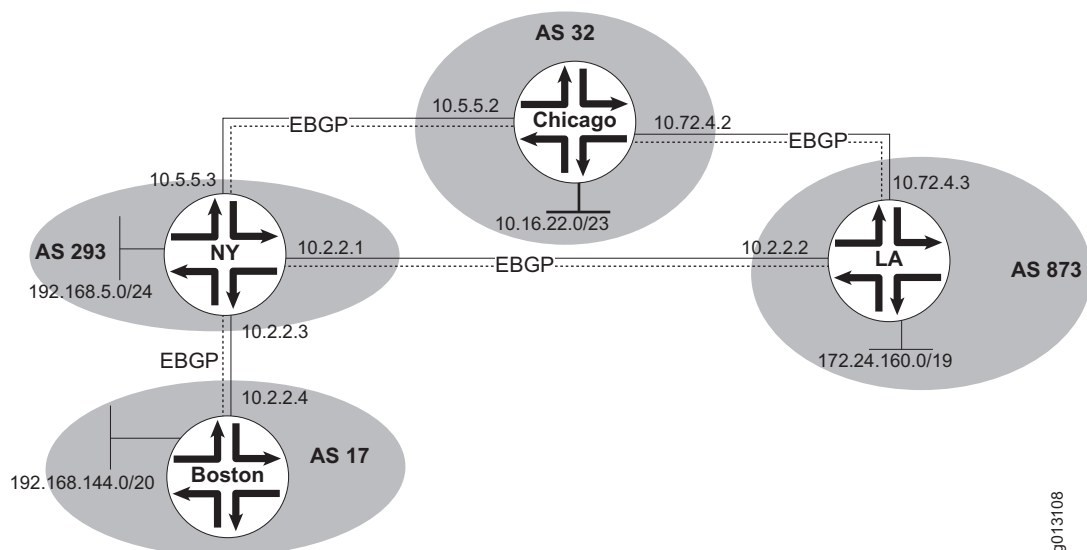 AS 32
10.5.5.2
EBGP
Chicago
10.72.4.2
EBGP
10.5.5.3
10.72.4.3
10.16.22.0/23
AS 293
NY
10.2.2.1
EBGP
10.2.2.2
LA
AS 873
192.168.5.0/24
10.2.2.3
EBGP
172.24.160.0/19
10.2.2.4
AS 17
Boston
192.168.144.0/20
g013108